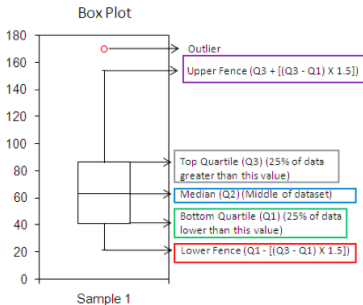 Box Plot
180
160
140
120
100
80
60
40
20
0
Outlier
Upper Fence (Q3 + [(Q3 - Q1) X 1.5])
Top Quartile (Q3) (25% of data
greater than this value)
Median (Q2) (Middle of dataset)
Bottom Quartile (Q1) (25% of data
lower than this value)
Lower Fence (Q1 - [(Q3 - Q1) X 1.5])
Sample 1